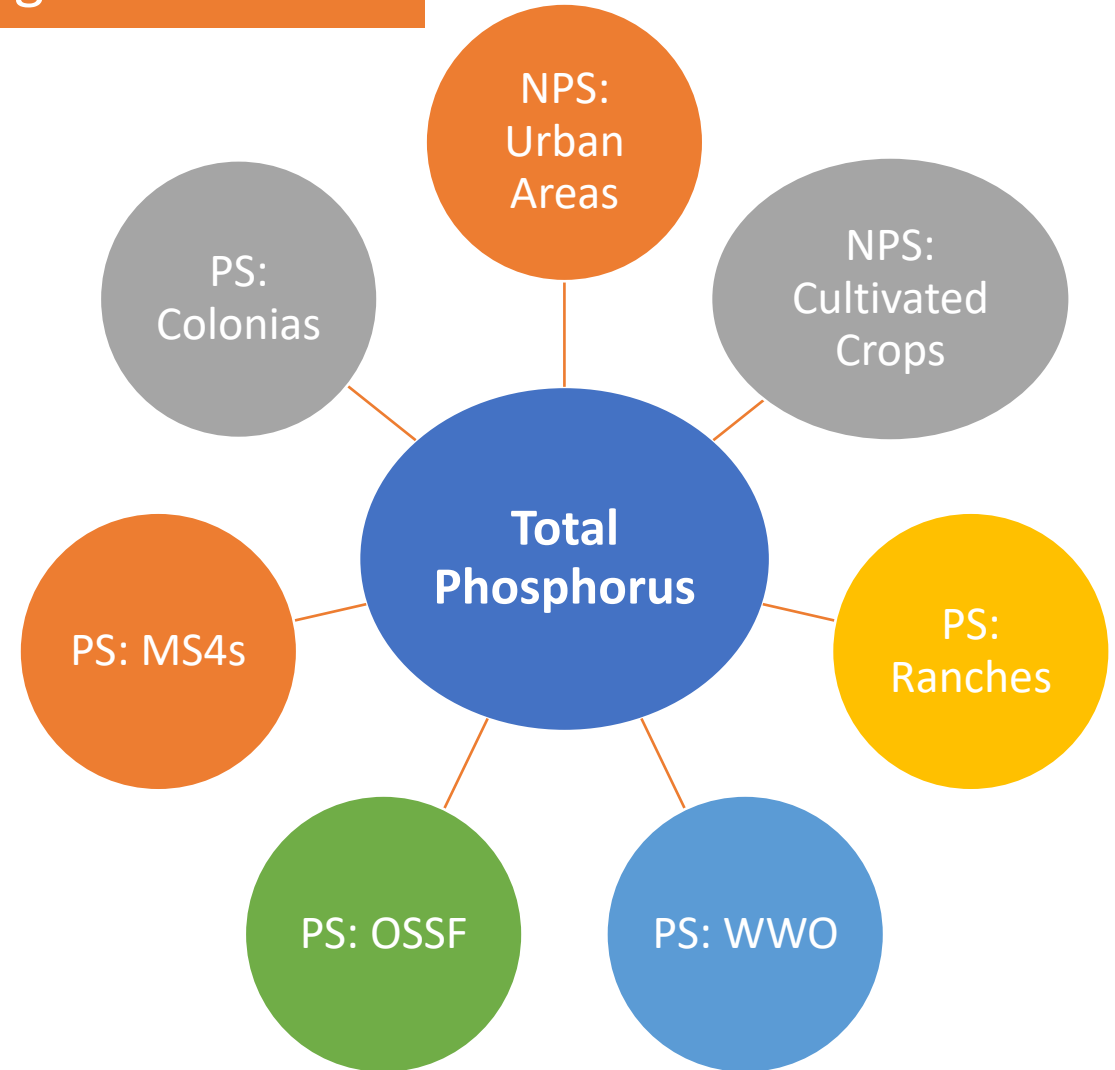 g
NPS:
Urban
Areas
NPS:
Cultivated
Crops
PS:
Colonias
Total
Phosphorus
PS:
Ranches
PS: MS4s
PS: OSSF
PS: WWO